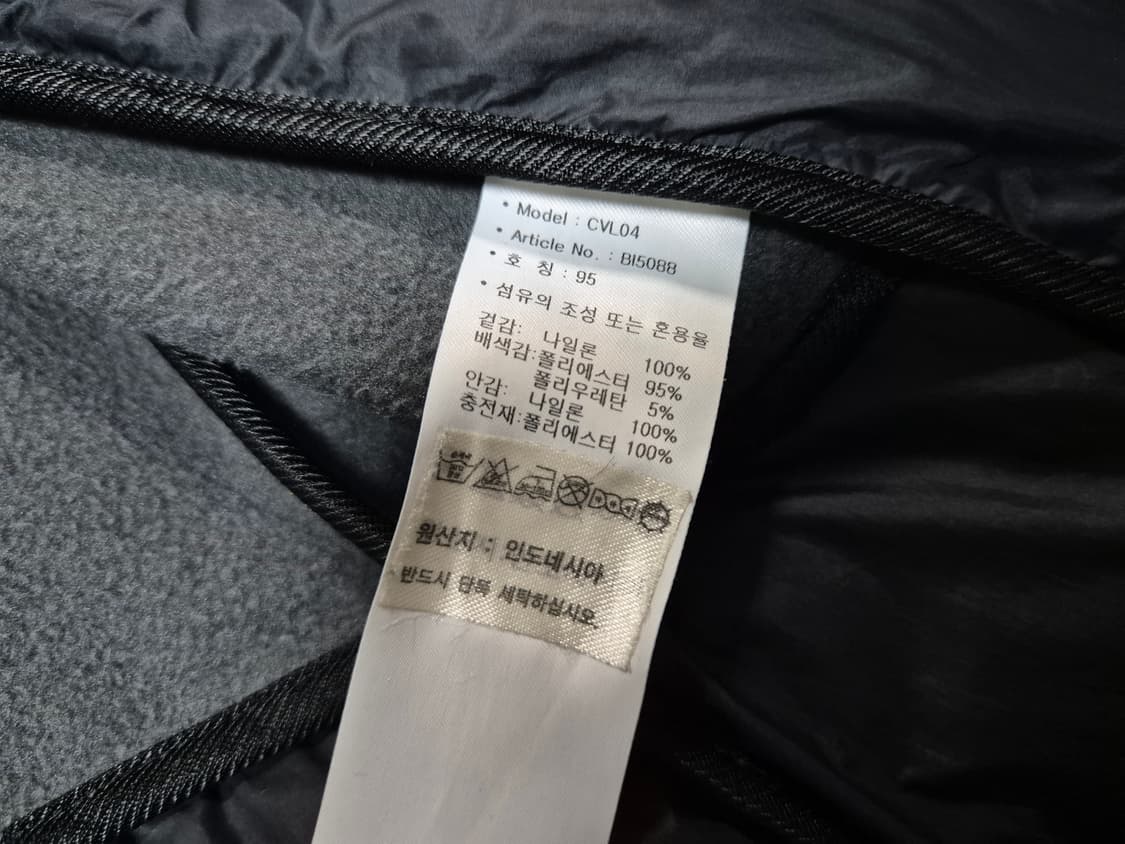 • Model : CVL04
• Article No. : BI5088
• 호 칭 : 95
• 섬유의 조성 또는 혼용율
겉감: 나일론 100%
배색감:폴리에스터 95%
폴리우레탄 5%
안감: 나일론 100%
충전재:폴리에스터 100%
원산지 : 인도네시아
반드시 단독 세탁하십시오.